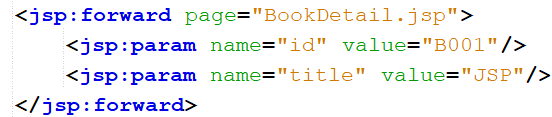 <jsp:forward page="BookDetail.jsp">
    <jsp:param name="id" value="B001"/>
    <jsp:param name="title" value="JSP"/>
</jsp:forward>